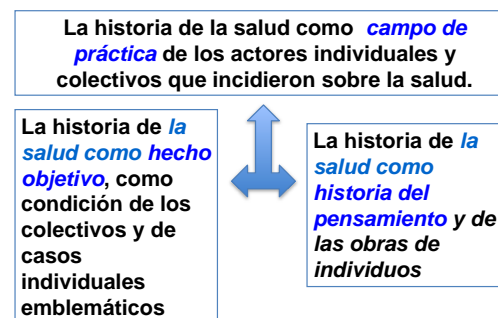 La historia de la salud como campo de
práctica de los actores individuales y
colectivos que incidieron sobre la salud.
La historia de la
salud como hecho
objetivo, como
condición de los
colectivos y de
casos
individuales
emblemáticos
La historia de la
salud como
historia del
pensamiento y de
las obras de
individuos